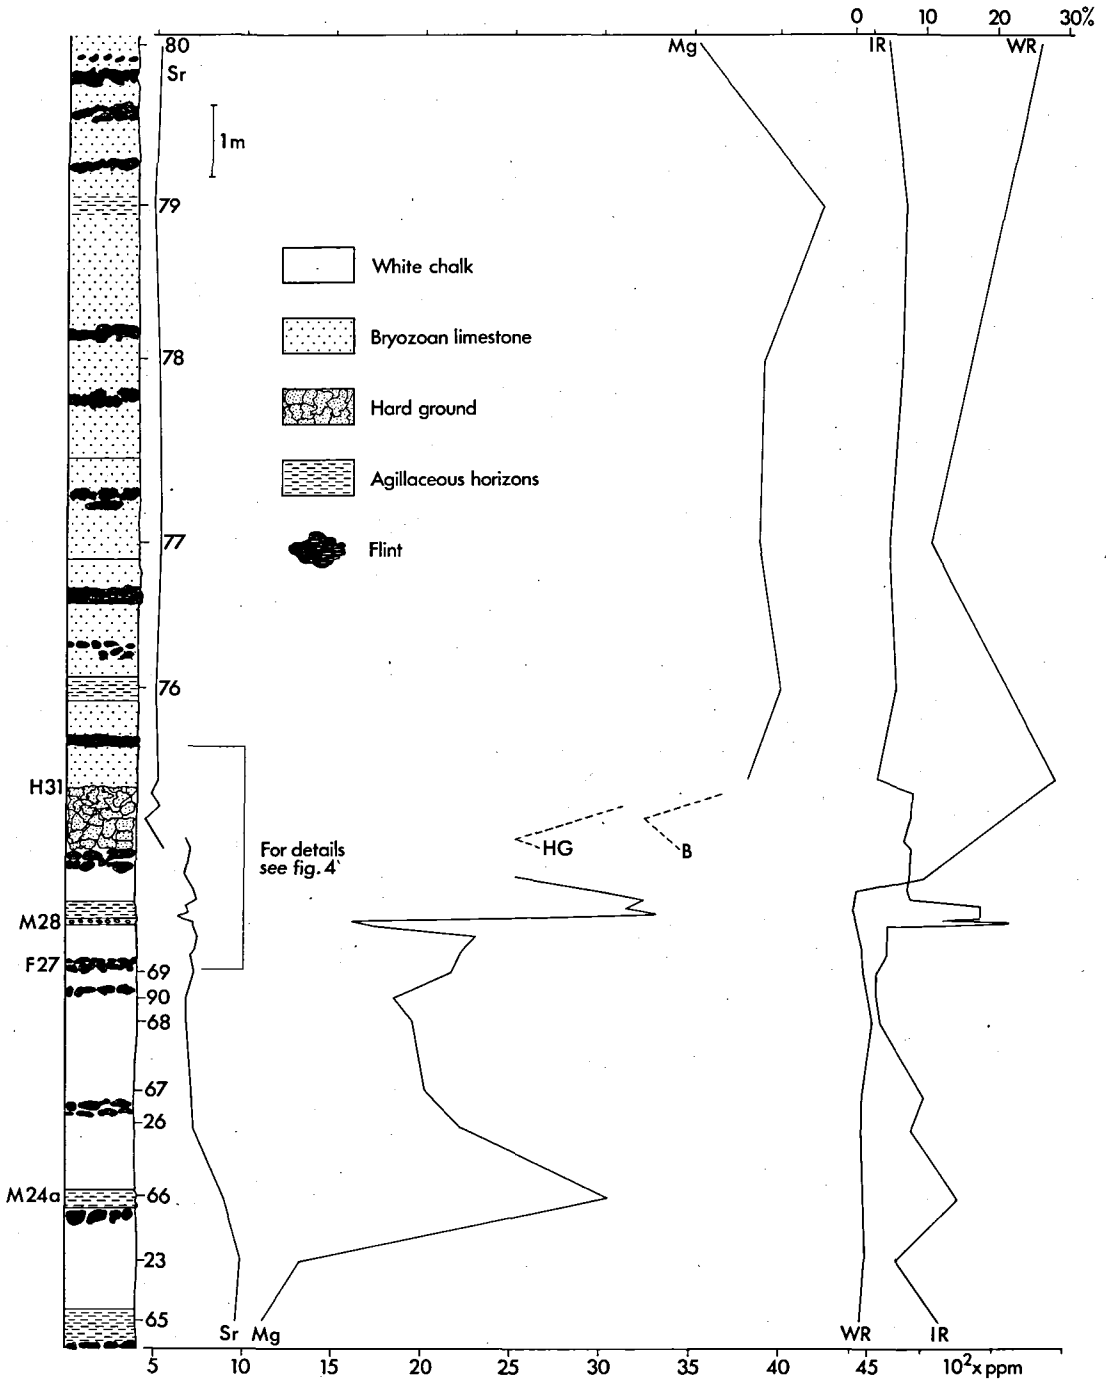 0 10 20 30%
80 Mg IR WR
Sr
1m
79
White chalk
Bryozoan limestone
78
Hard ground
Agillaceous horizons
Flint
77
76
H31
For details
see fig. 4
HG B
M28
F27
69
90
68
67
26
M24a 66
23
65
Sr Mg WR IR
5 10 15 20 25 30 35 40 45 10²x ppm